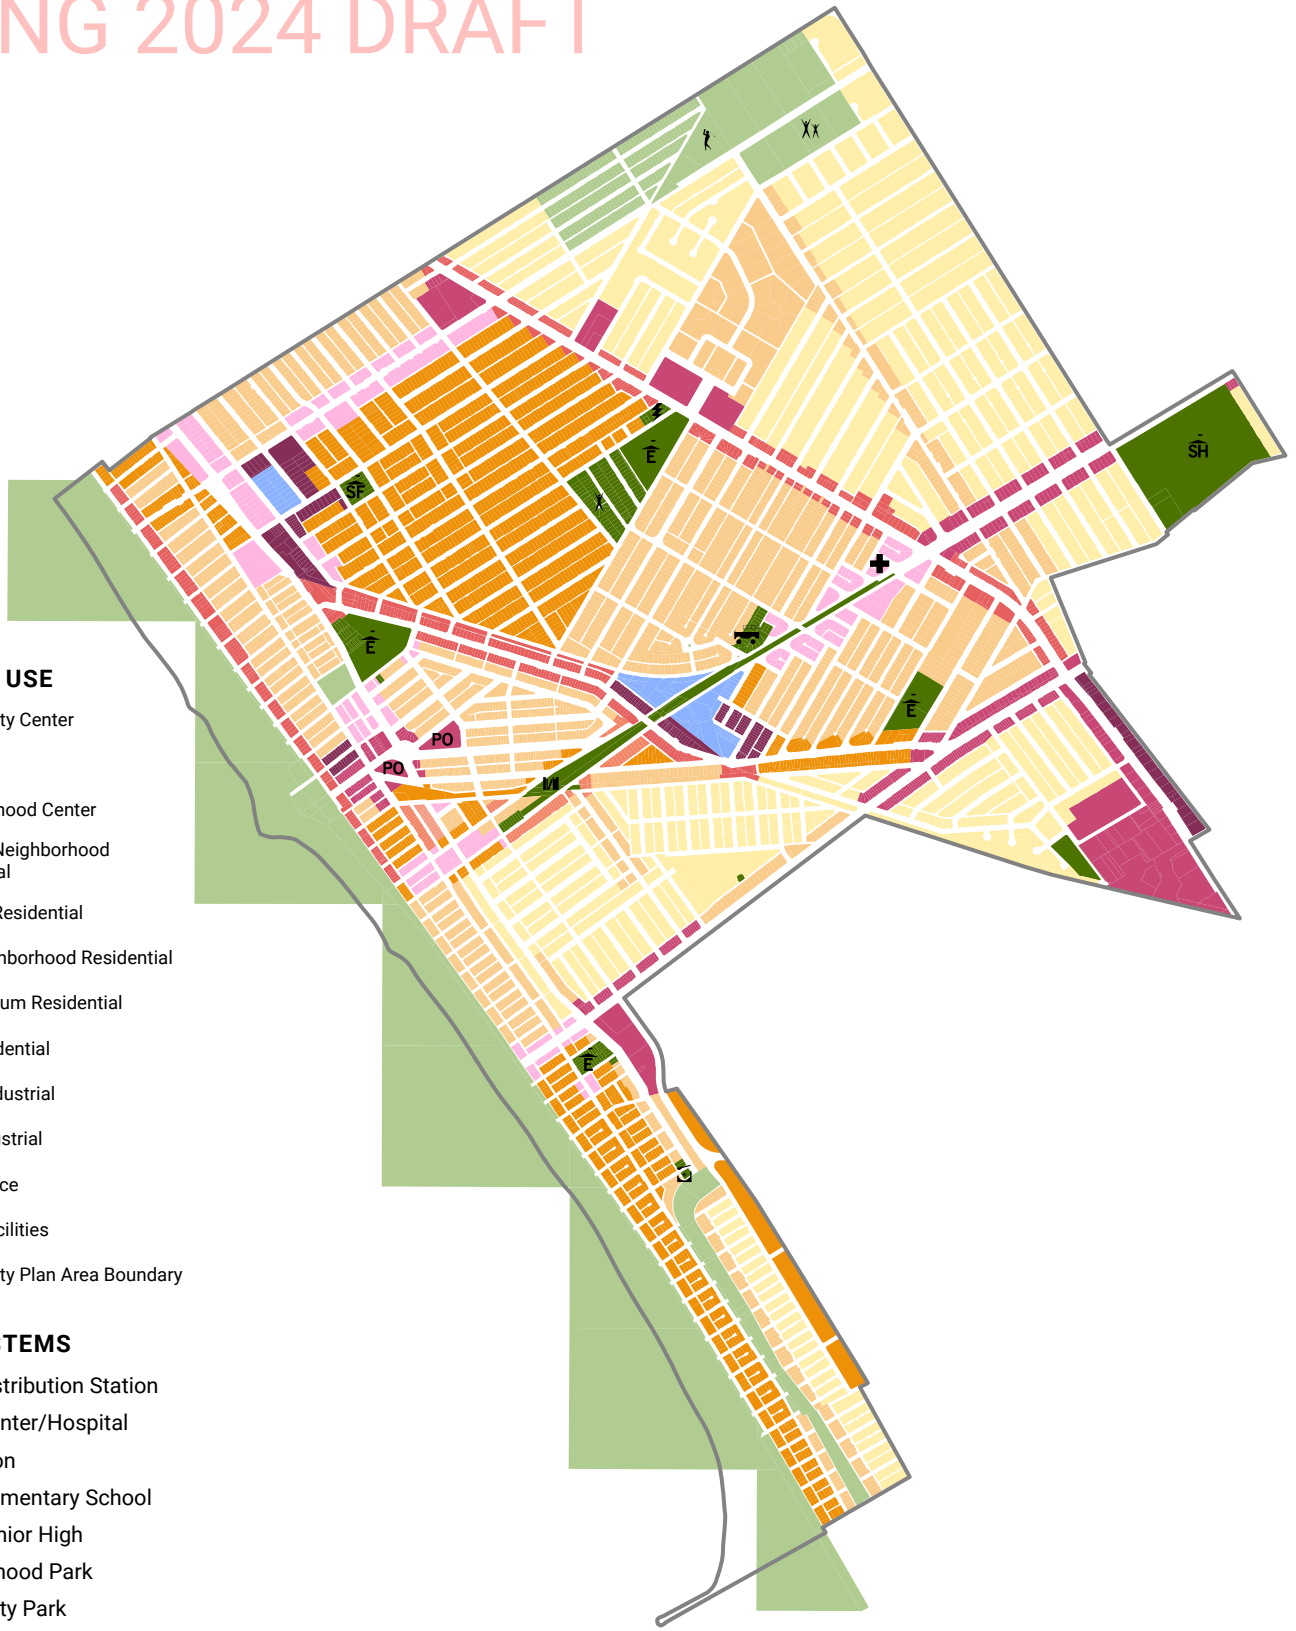 NG 2024 DRAFT
SH
E
SF
E
E
USE
ty Center
E
PO
PO
M
hood Center
Neighborhood
al
Residential
hborhood Residential
um Residential
dential
E
dustrial
strial
ce
cilities
ty Plan Area Boundary
STEMS
stribution Station
nter/Hospital
on
mentary School
nior High
hood Park
ty Park